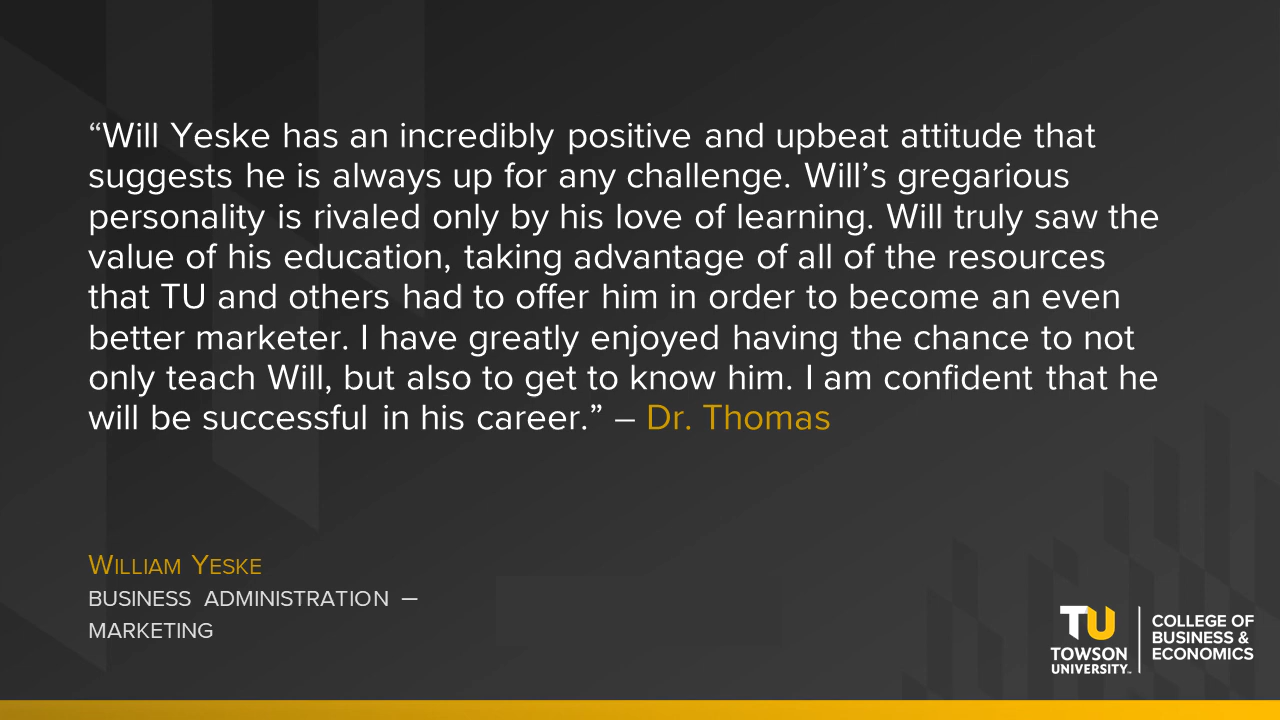 “Will Yeske has an incredibly positive and upbeat attitude that
suggests he is always up for any challenge. Will’s gregarious
personality is rivaled only by his love of learning. Will truly saw the
value of his education, taking advantage of all of the resources
that TU and others had to offer him in order to become an even
better marketer. I have greatly enjoyed having the chance to not
only teach Will, but also to get to know him. I am confident that he
will be successful in his career.” – Dr. Thomas
WILLIAM YESKE
BUSINESS ADMINISTRATION –
MARKETING
TU
TOWSON
UNIVERSITY™
COLLEGE OF
BUSINESS &
ECONOMICS